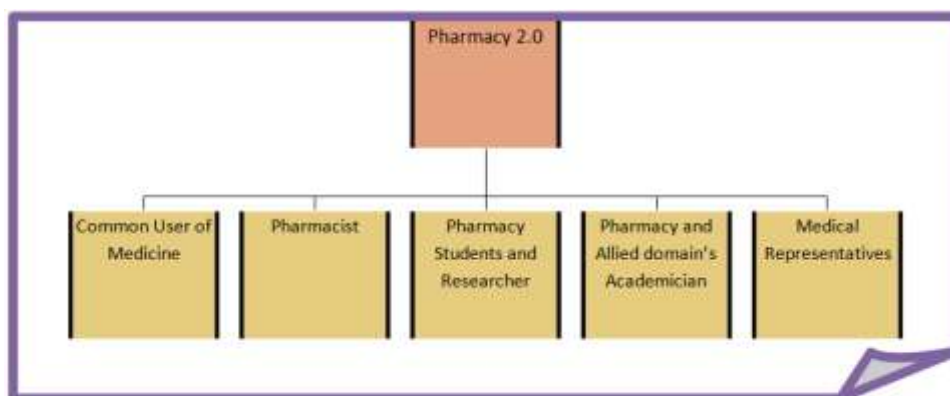 Pharmacy 2.0
Common User of
Medicine
Pharmacist
Pharmacy
Students and
Researcher
Pharmacy and
Allied domain's
Academician
Medical
Representatives